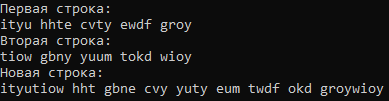 Первая строка:
ityu hhte cvty ewdf groy
Вторая строка:
tiow gbny yuum tokd wioy
Новая строка:
ityutiow hht gbne cvy yuty eum twdf okd groywioy